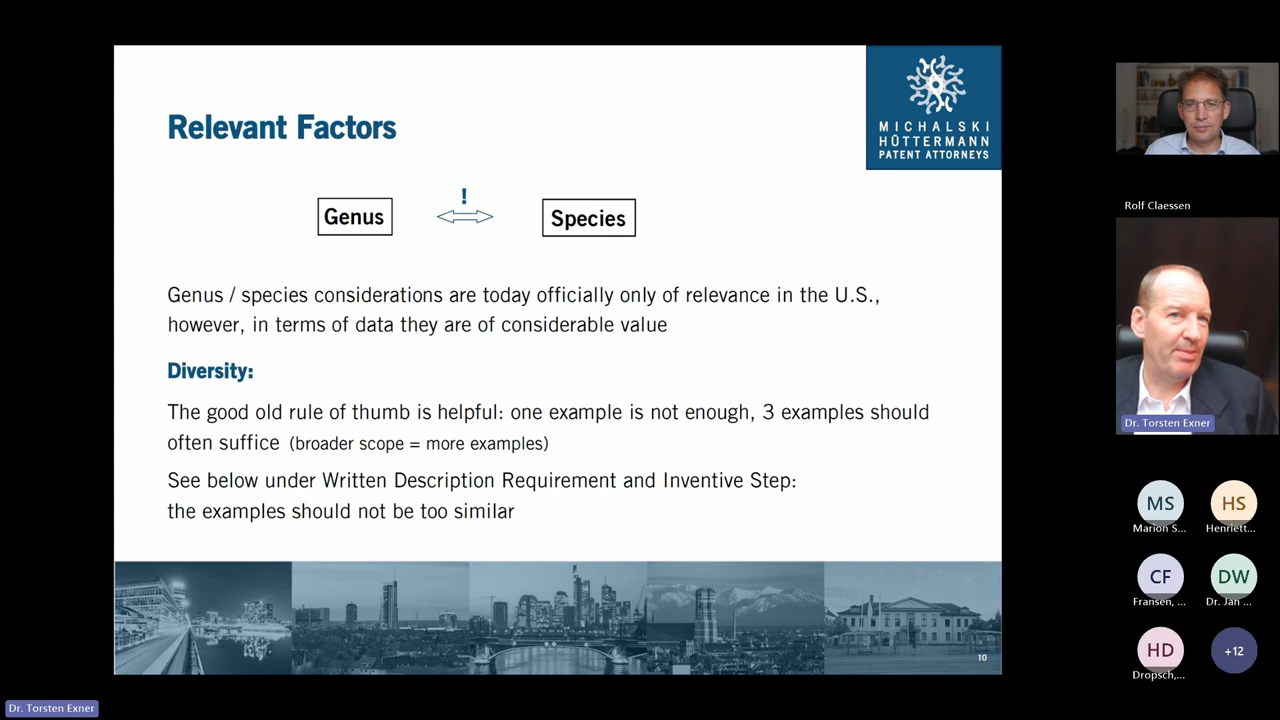 Relevant Factors
MICHALSKI
HÜTTERMANN
PATENT ATTORNEYS
Genus
!
Species
Genus / species considerations are today officially only of relevance in the U.S.,
however, in terms of data they are of considerable value
Diversity:
The good old rule of thumb is helpful: one example is not enough, 3 examples should
often suffice (broader scope = more examples)
See below under Written Description Requirement and Inventive Step:
the examples should not be too similar
10
Rolf Claessen
Dr. Torsten Exner
MS
HS
Marion S...
Henriett...
CF
DW
Fransen, ...
Dr. Jan ...
HD
+12
Dropsch,...
Dr. Torsten Exner